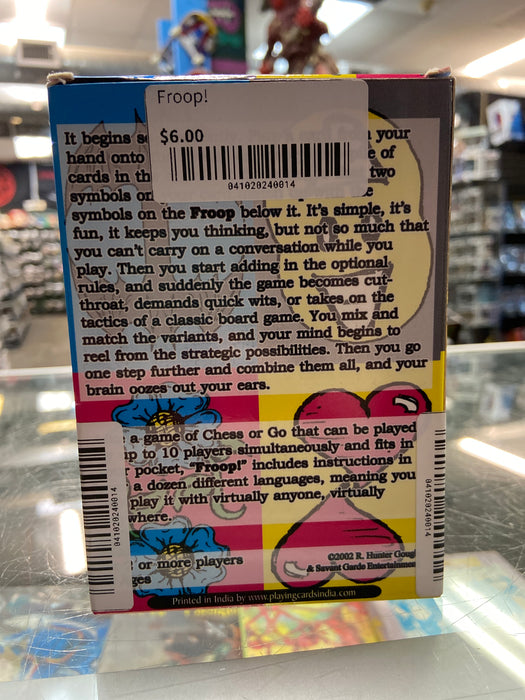 Froop!
$6.00
041020240014
It begins s your
hand onto e of
cards in th two
symbols on
symbols on the Froop below it. It's simple, it's
fun, it keeps you thinking, but not so much that
you can't carry on a conversation while you
play. Then you start adding in the optional
rules, and suddenly the game becomes cut-
throat, demands quick wits, or takes on the
tactics of a classic board game. You mix and
match the variants, and your mind begins to
reel from the strategic possibilities. Then you go
one step further and combine them all, and your
brain oozes out your ears.
a game of Chess or Go that can be played
up to 10 players simultaneously and fits in
r pocket, "Froop!" includes instructions in
a dozen different languages, meaning you
play it with virtually anyone, virtually
where.
or more players
ges
©2002 R. Hunter Gough
& Savant Garde Entertainment
Printed in India by www.playingcardsindia.com
041020240014
041020240014